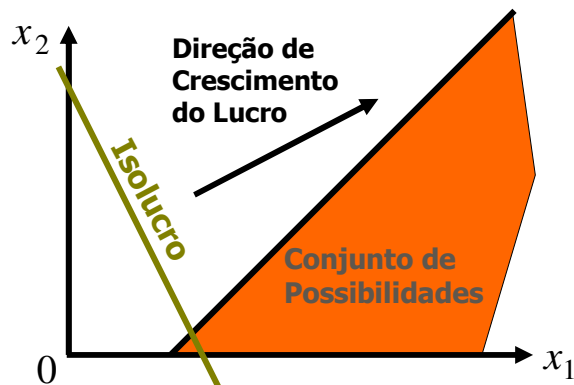 x2
Direção de
Crescimento
do Lucro
Isolucro
Conjunto de
Possibilidades
0
x1